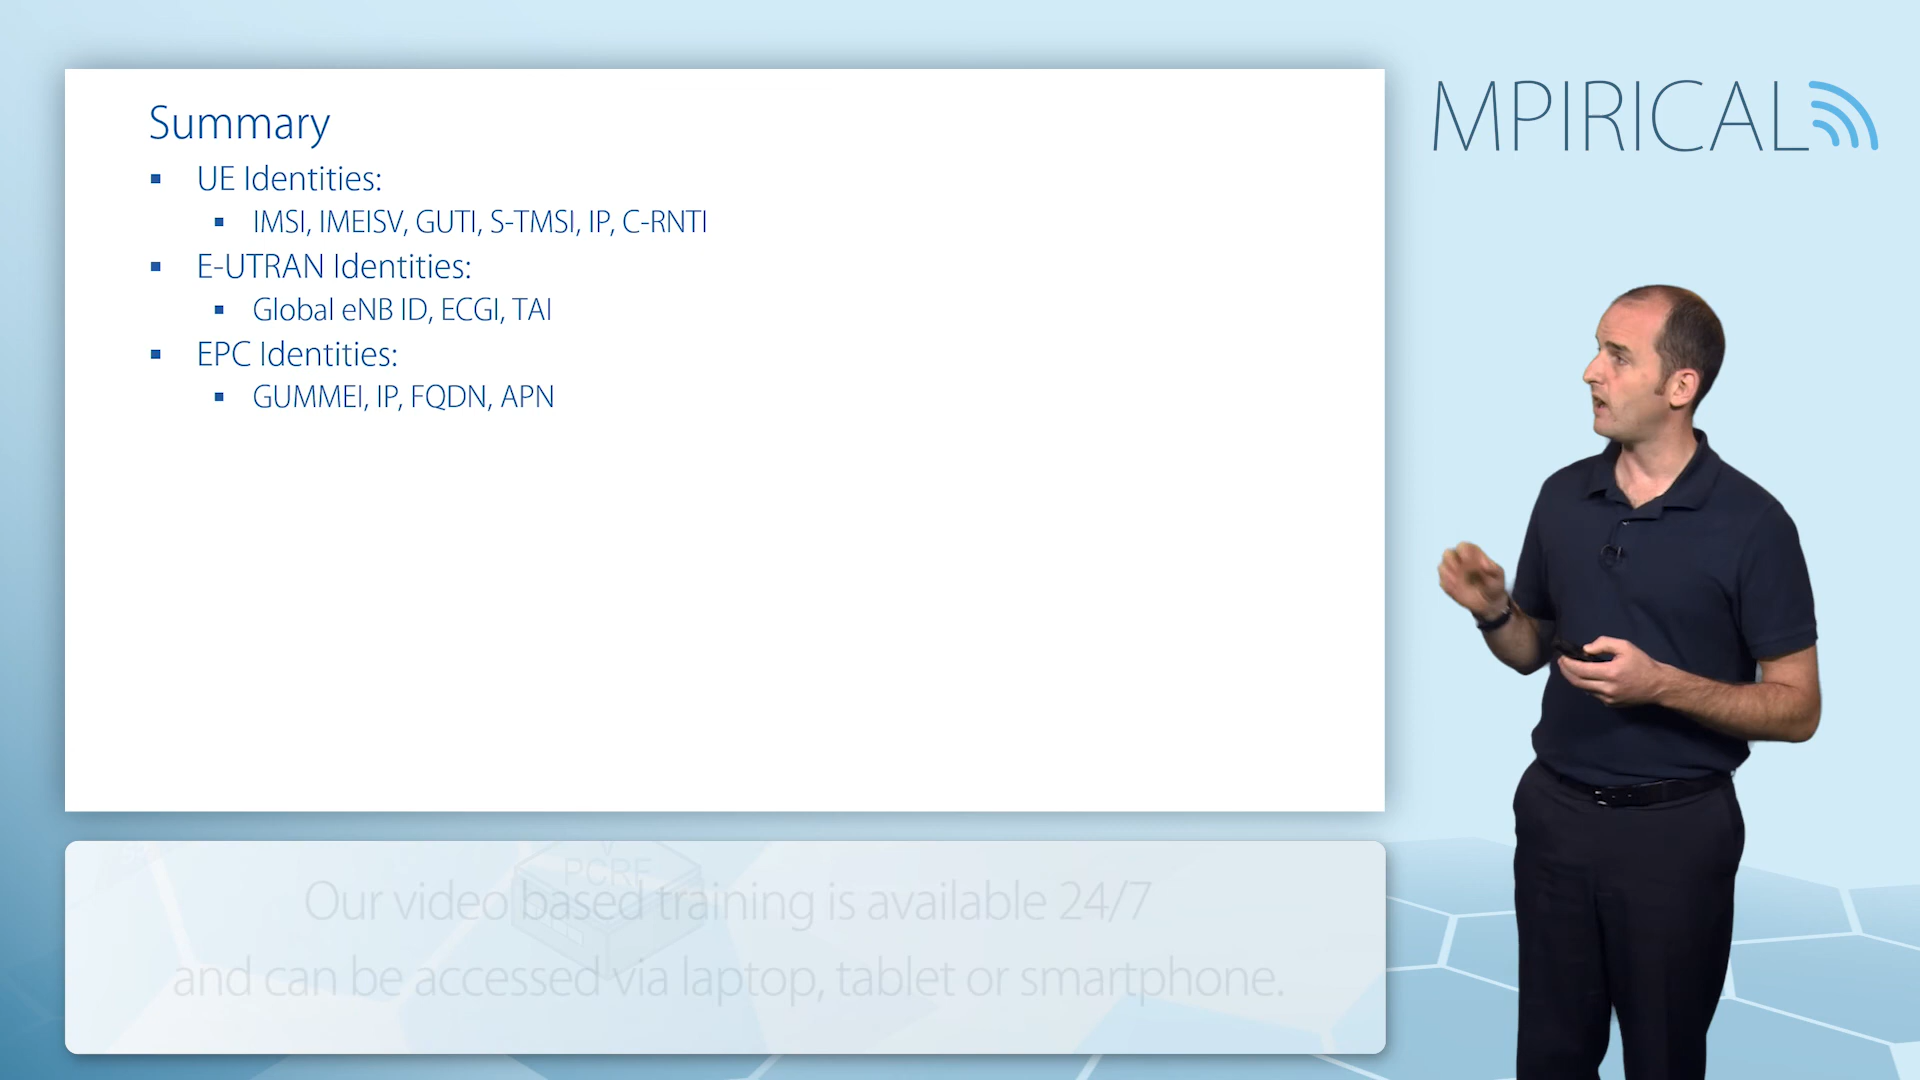 MPIRICAL
Summary
▪ UE Identities:
▪ IMSI, IMEISV, GUTI, S-TMSI, IP, C-RNTI
▪ E-UTRAN Identities:
▪ Global eNB ID, ECGI, TAI
▪ EPC Identities:
▪ GUMMEI, IP, FQDN, APN
PCRF
Our video based training is available 24/7
and can be accessed via laptop, tablet or smartphone.